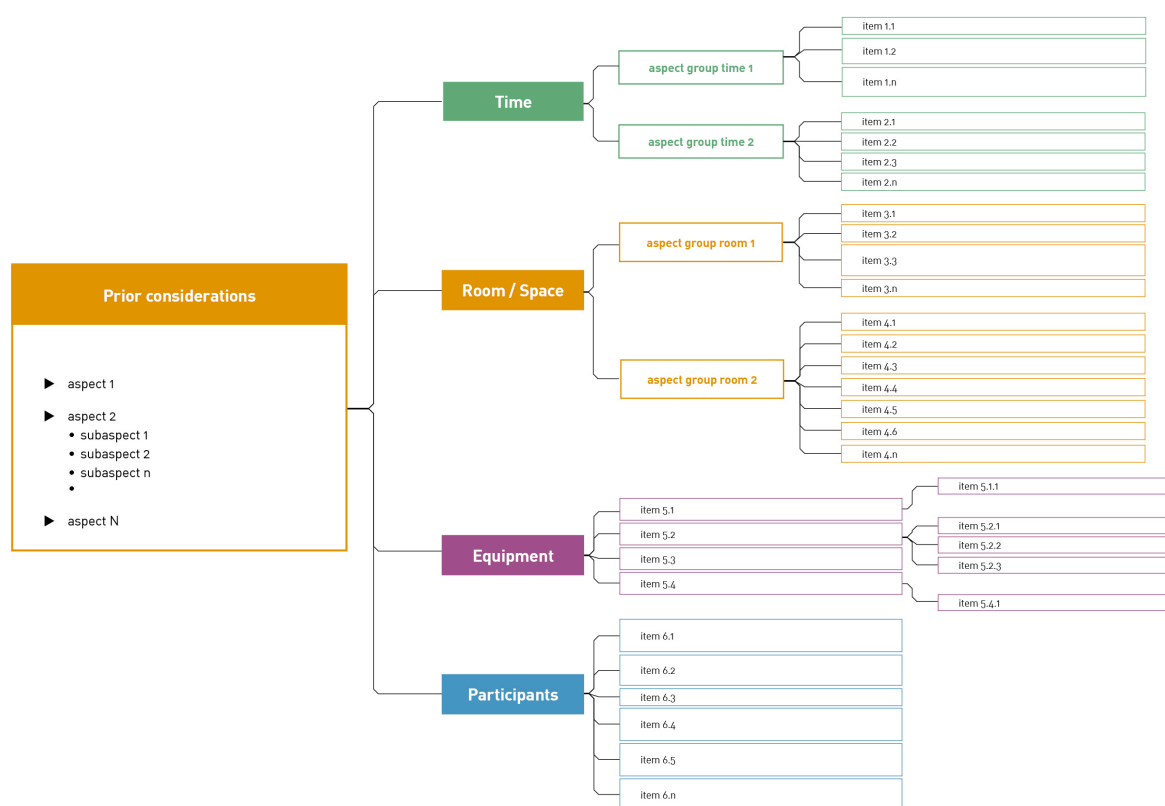 Prior considerations
aspect 1
aspect 2
subaspect 1
subaspect 2
subaspect n
aspect N
Time
aspect group time 1
item 1.1
item 1.2
item 1.n
aspect group time 2
item 2.1
item 2.2
item 2.3
item 2.n
Room / Space
aspect group room 1
item 3.1
item 3.2
item 3.3
item 3.n
aspect group room 2
item 4.1
item 4.2
item 4.3
item 4.4
item 4.5
item 4.6
item 4.n
Equipment
item 5.1
item 5.1.1
item 5.2
item 5.2.1
item 5.2.2
item 5.2.3
item 5.3
item 5.4
item 5.4.1
Participants
item 6.1
item 6.2
item 6.3
item 6.4
item 6.5
item 6.n